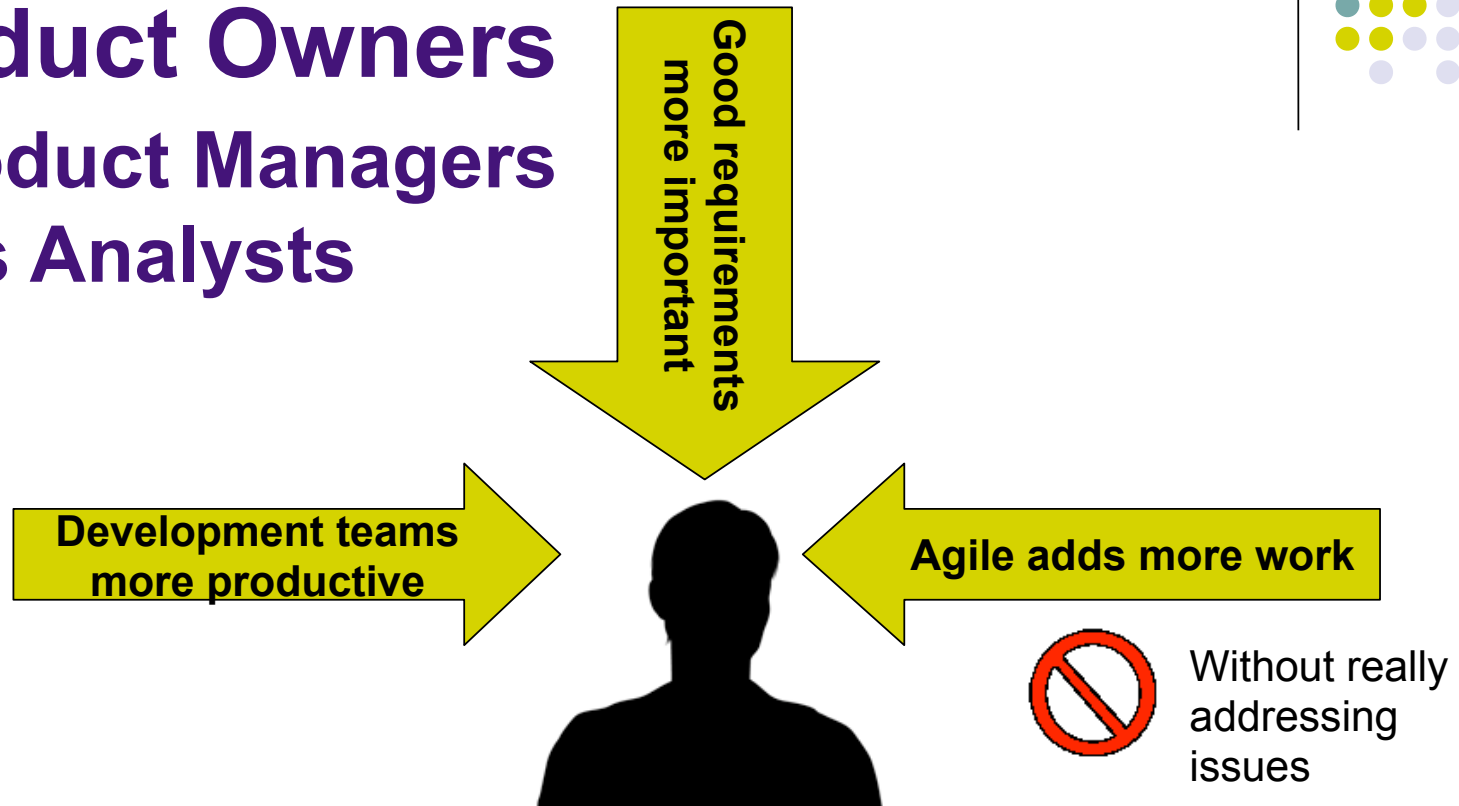 duct Owners
oduct Managers
s Analysts
Good requirements
more important
Development teams
more productive
Agile adds more work
Without really
addressing
issues